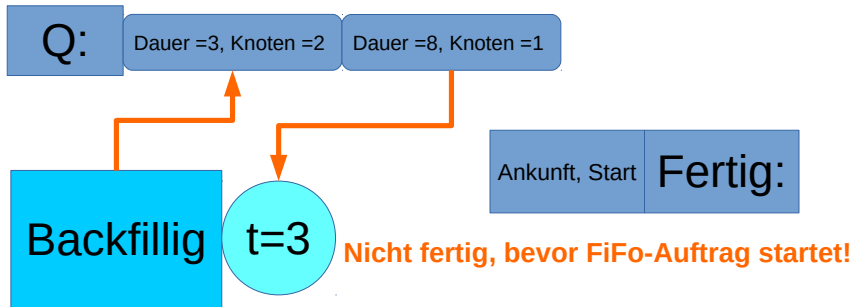 Q:
Dauer =3, Knoten =2
Dauer =8, Knoten =1
Ankunft, Start
Fertig:
Backfillig
t=3
Nicht fertig, bevor FiFo-Auftrag startet!